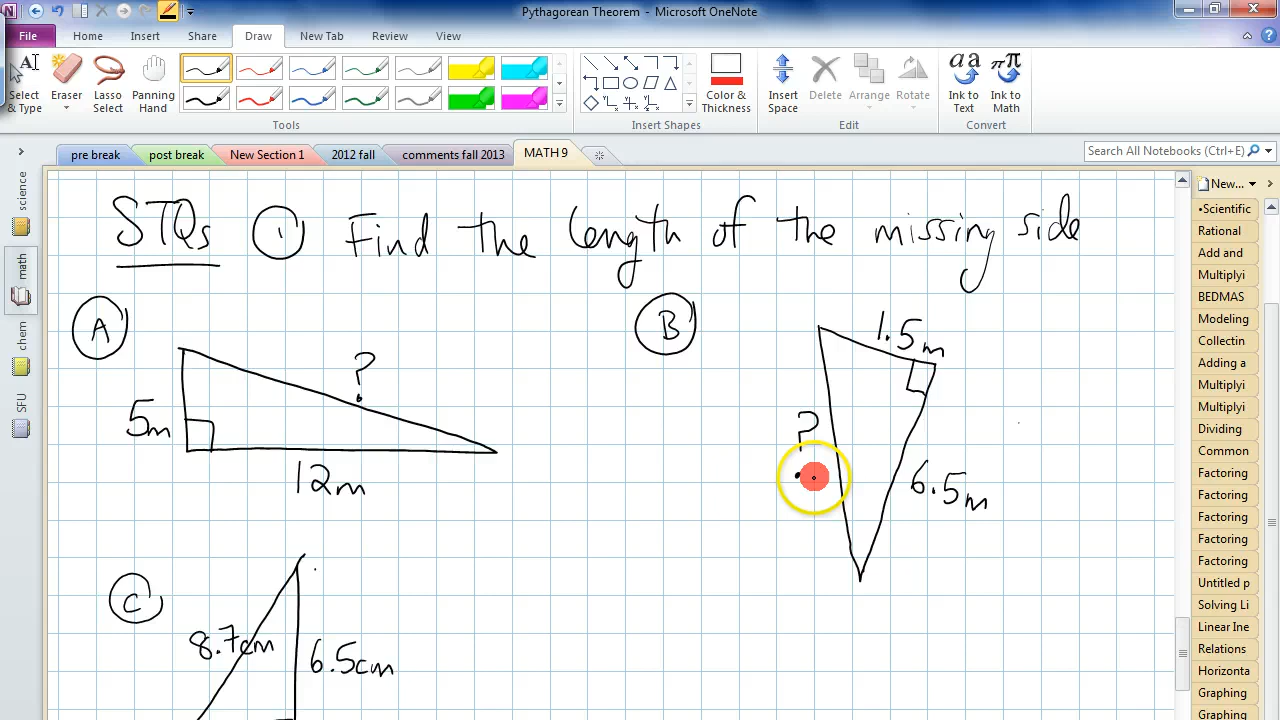 Pythagorean Theorem - Microsoft OneNote
File Home Insert Share Draw New Tab Review View
Select & Type
Eraser
Lasso Select
Panning Hand
Color & Thickness
Insert Space
Delete
Arrange
Rotate
Ink to Text
Ink to Math
Tools Insert Shapes Edit Convert
pre break post break New Section 1 2012 fall comments fall 2013 MATH 9
Search All Notebooks (Ctrl+E)
science
math
chem
SFU
New...
•Scientific
Rational
Add and
Multiplyi
BEDMAS
Modeling
Collectin
Adding a
Multiplyi
Multiplyi
Dividing
Common
Factoring
Factoring
Factoring
Factoring
Factoring
Untitled p
Solving Li
Linear Ine
Relations
Horizonta
Graphing
Graphing
STQs 1 Find the length of the missing side
A
?
5m
12m
B
1.5m
?
6.5m
C
8.7cm
6.5cm